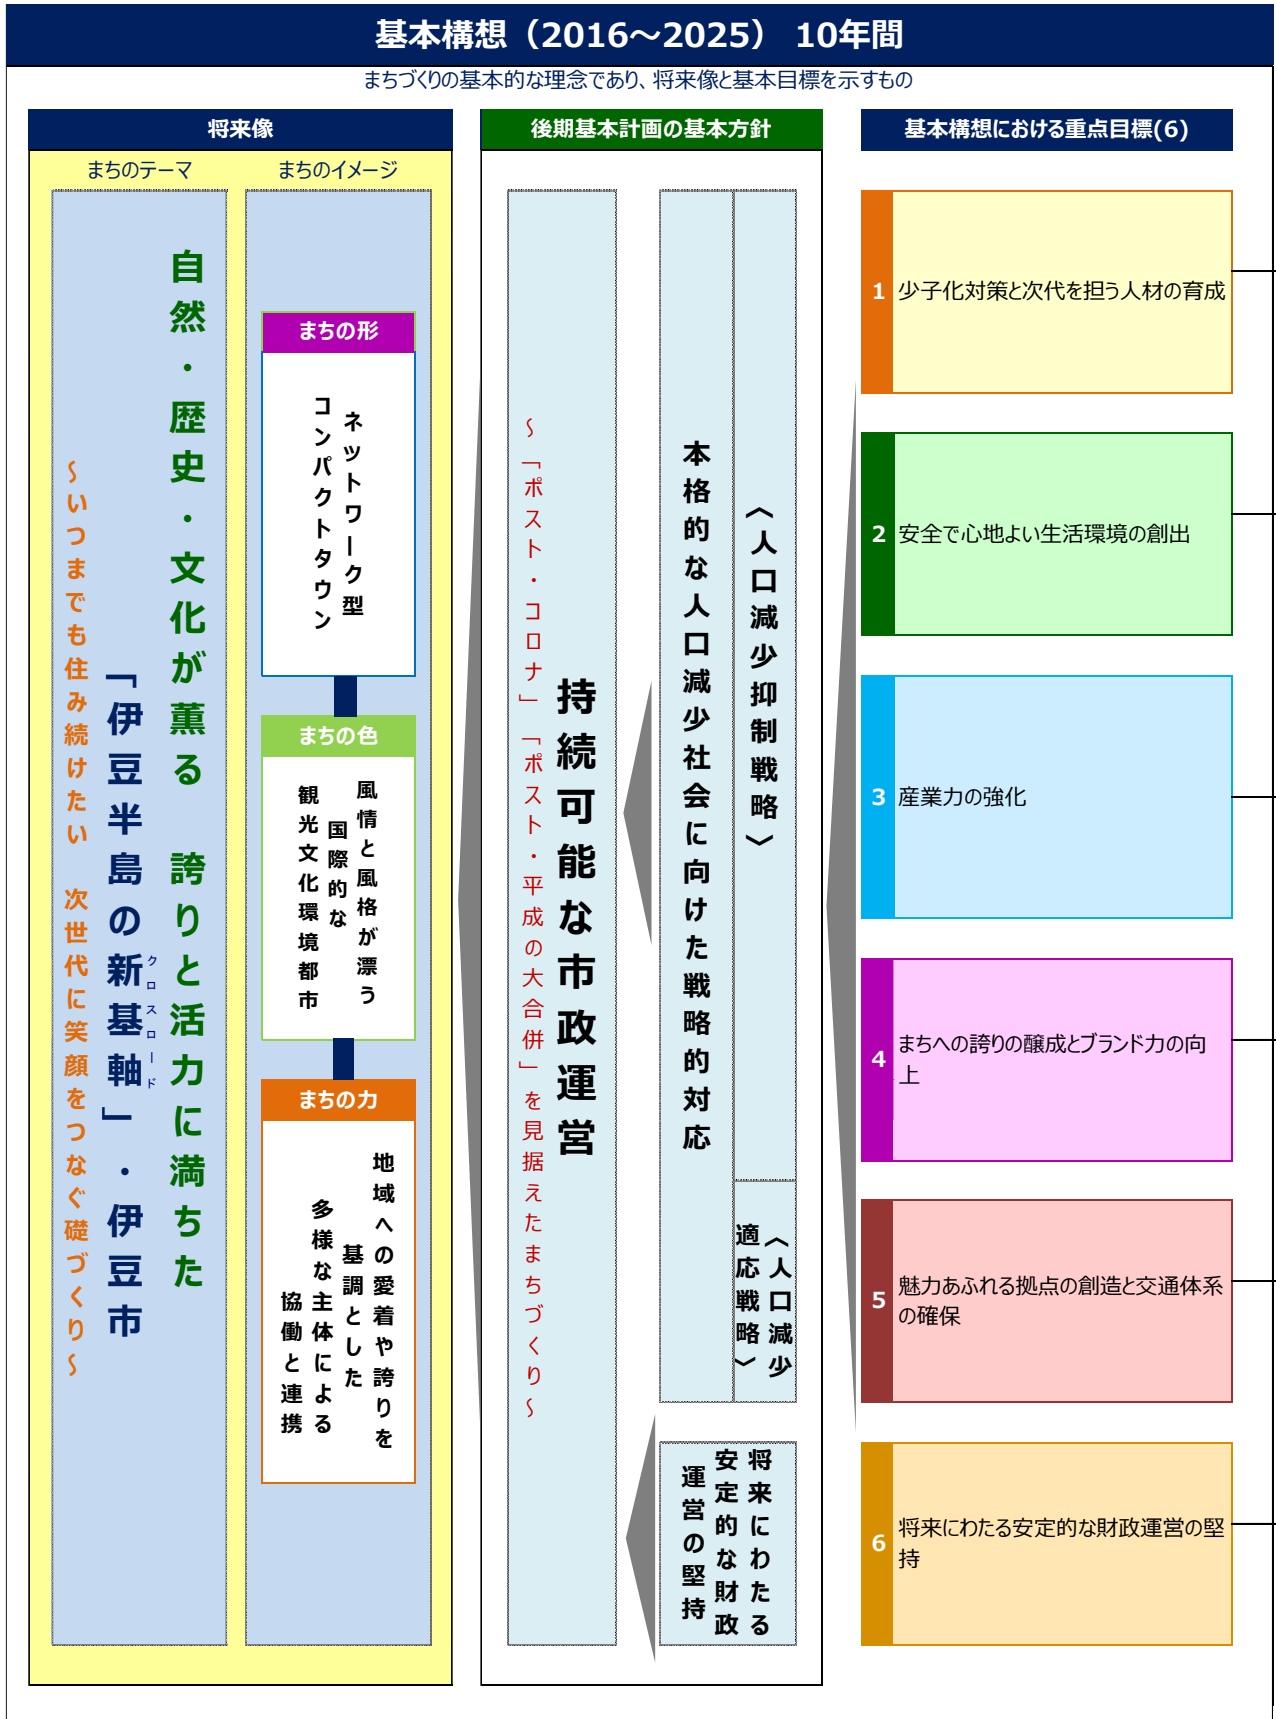 基本構想（2016～2025） 10年間
まちづくりの基本的な理念であり、将来像と基本目標を示すもの
将来像
まちのテーマ
自然・歴史・文化が薫る 誇りと活力に満ちた
「伊豆半島の新基軸」・伊豆市
クロスロード
～いつまでも住み続けたい 次世代に笑顔をつなぐ礎づくり～
まちのイメージ
まちの形
ネットワーク型
コンパクトタウン
まちの色
風情と風格が漂う
国際的な
観光文化環境都市
まちの力
地域への愛着や誇りを
基調とした
多様な主体による
協働と連携
後期基本計画の基本方針
持続可能な市政運営
～「ポスト・コロナ」「ポスト・平成の大合併」を見据えたまちづくり～
本格的な人口減少社会に向けた戦略的対応
〈人口減少抑制戦略〉
〈人口減少
適応戦略〉
将来にわたる
安定的な財政
運営の堅持
基本構想における重点目標(6)
1 少子化対策と次代を担う人材の育成
2 安全で心地よい生活環境の創出
3 産業力の強化
4 まちへの誇りの醸成とブランド力の向
上
5 魅力あふれる拠点の創造と交通体系
の確保
6 将来にわたる安定的な財政運営の堅
持